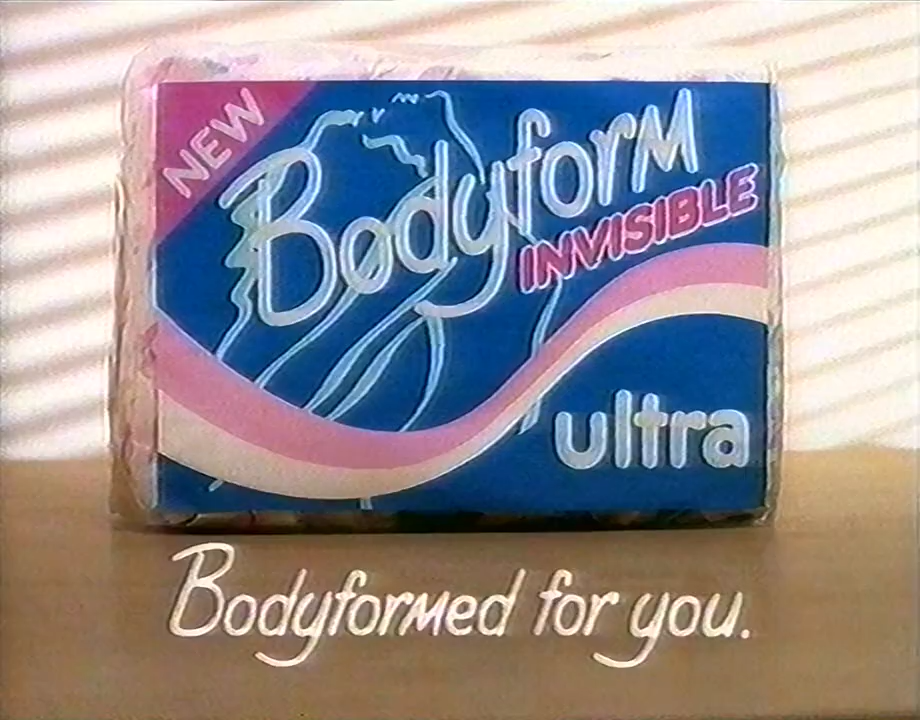 NEW
Bodyform
INVISIBLE
ultra
Bodyformed for you.